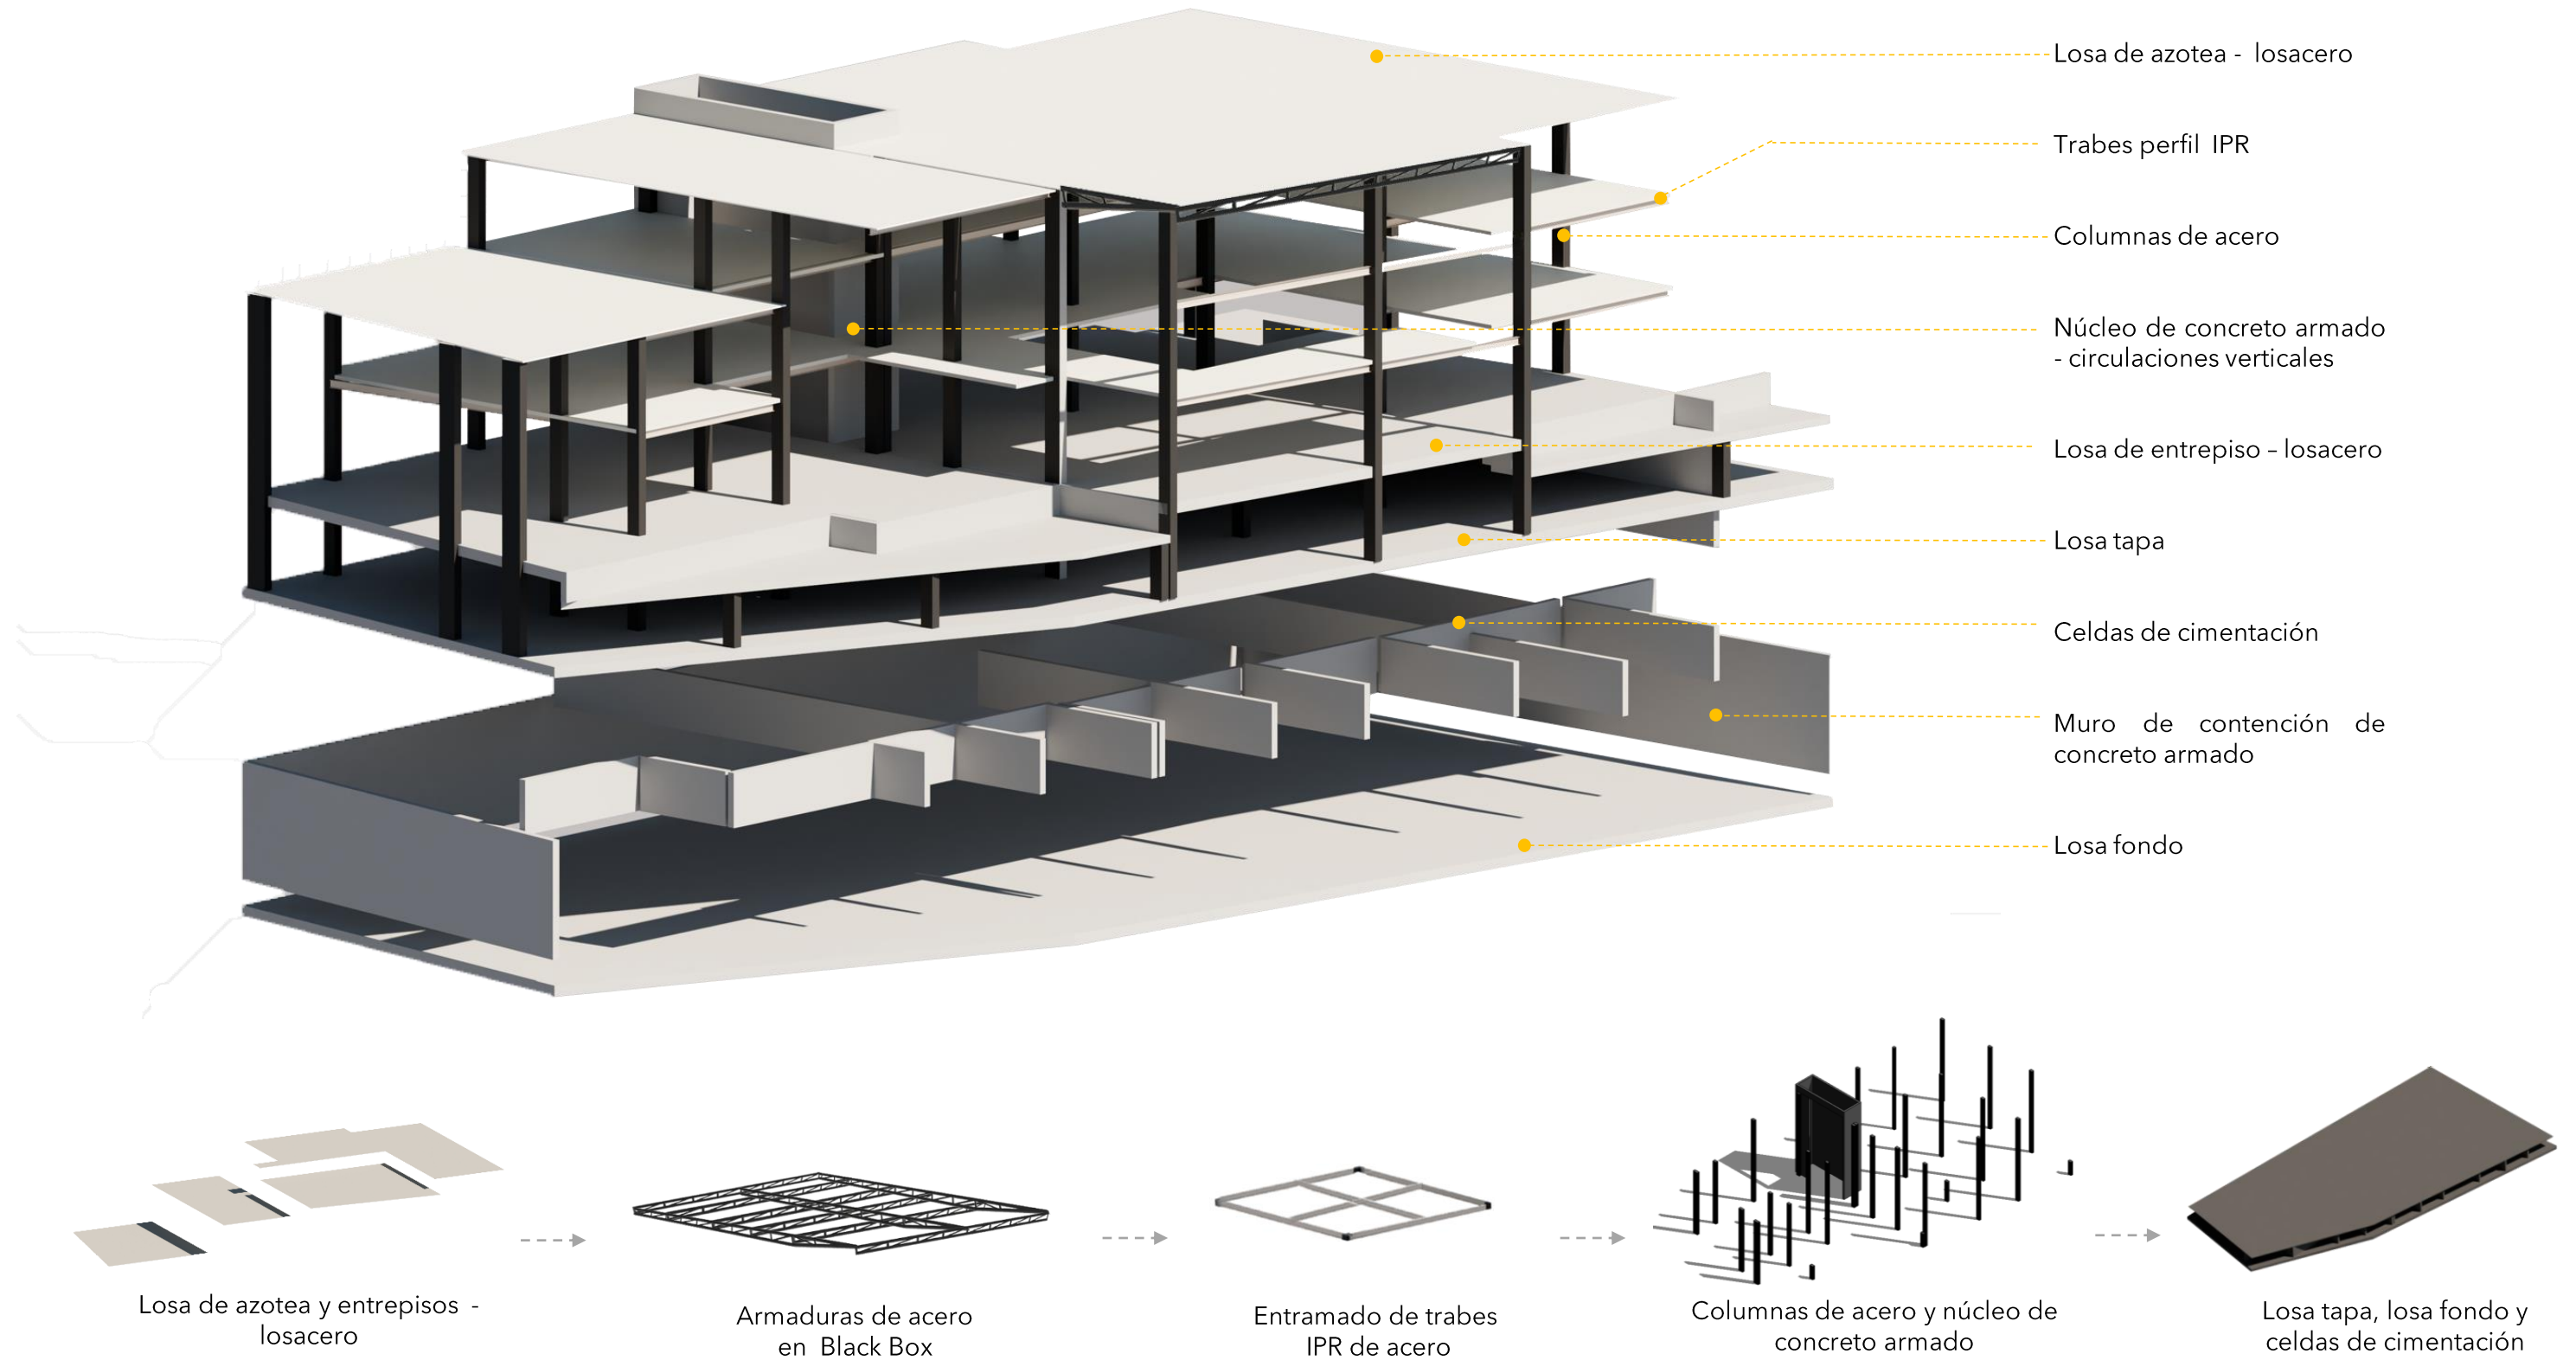 Losa de azotea - losacero
Trabes perfil IPR
Columnas de acero
Núcleo de concreto armado
- circulaciones verticales
Losa de entrepiso – losacero
Losa tapa
Celdas de cimentación
Muro de contención de
concreto armado
Losa fondo
Losa de azotea y entrepisos -
losacero
Armaduras de acero
en Black Box
Entramado de trabes
IPR de acero
Columnas de acero y núcleo de
concreto armado
Losa tapa, losa fondo y
celdas de cimentación